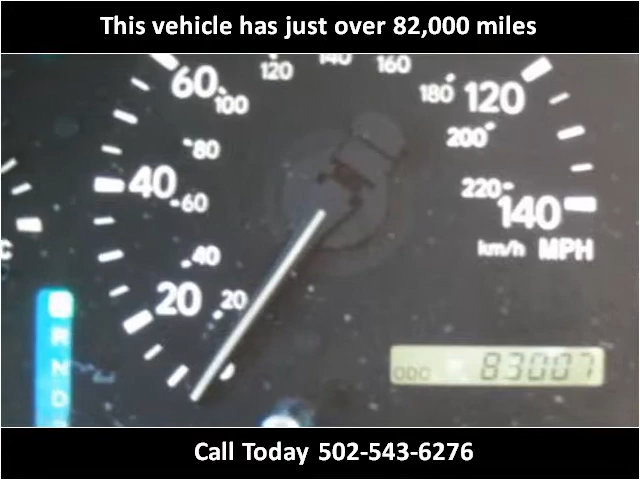 This vehicle has just over 82,000 miles
120 140 160
60 100 180 120
80 200
40 60 220 140
km/h MPH
40
20 20
R
N
D
ODO 83007
Call Today 502-543-6276